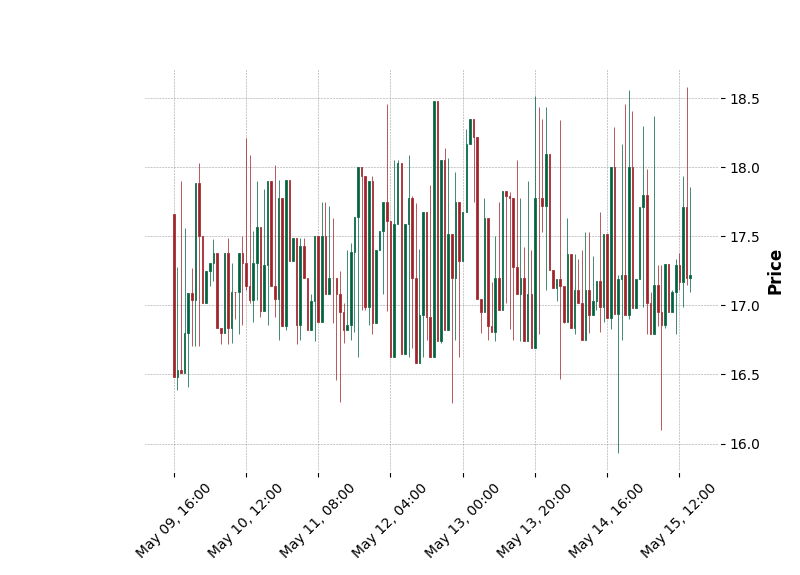 18.5
18.0
17.5
17.0
16.5
16.0
Price
May 09, 16:00
May 10, 12:00
May 11, 08:00
May 12, 04:00
May 13, 00:00
May 13, 20:00
May 14, 16:00
May 15, 12:00